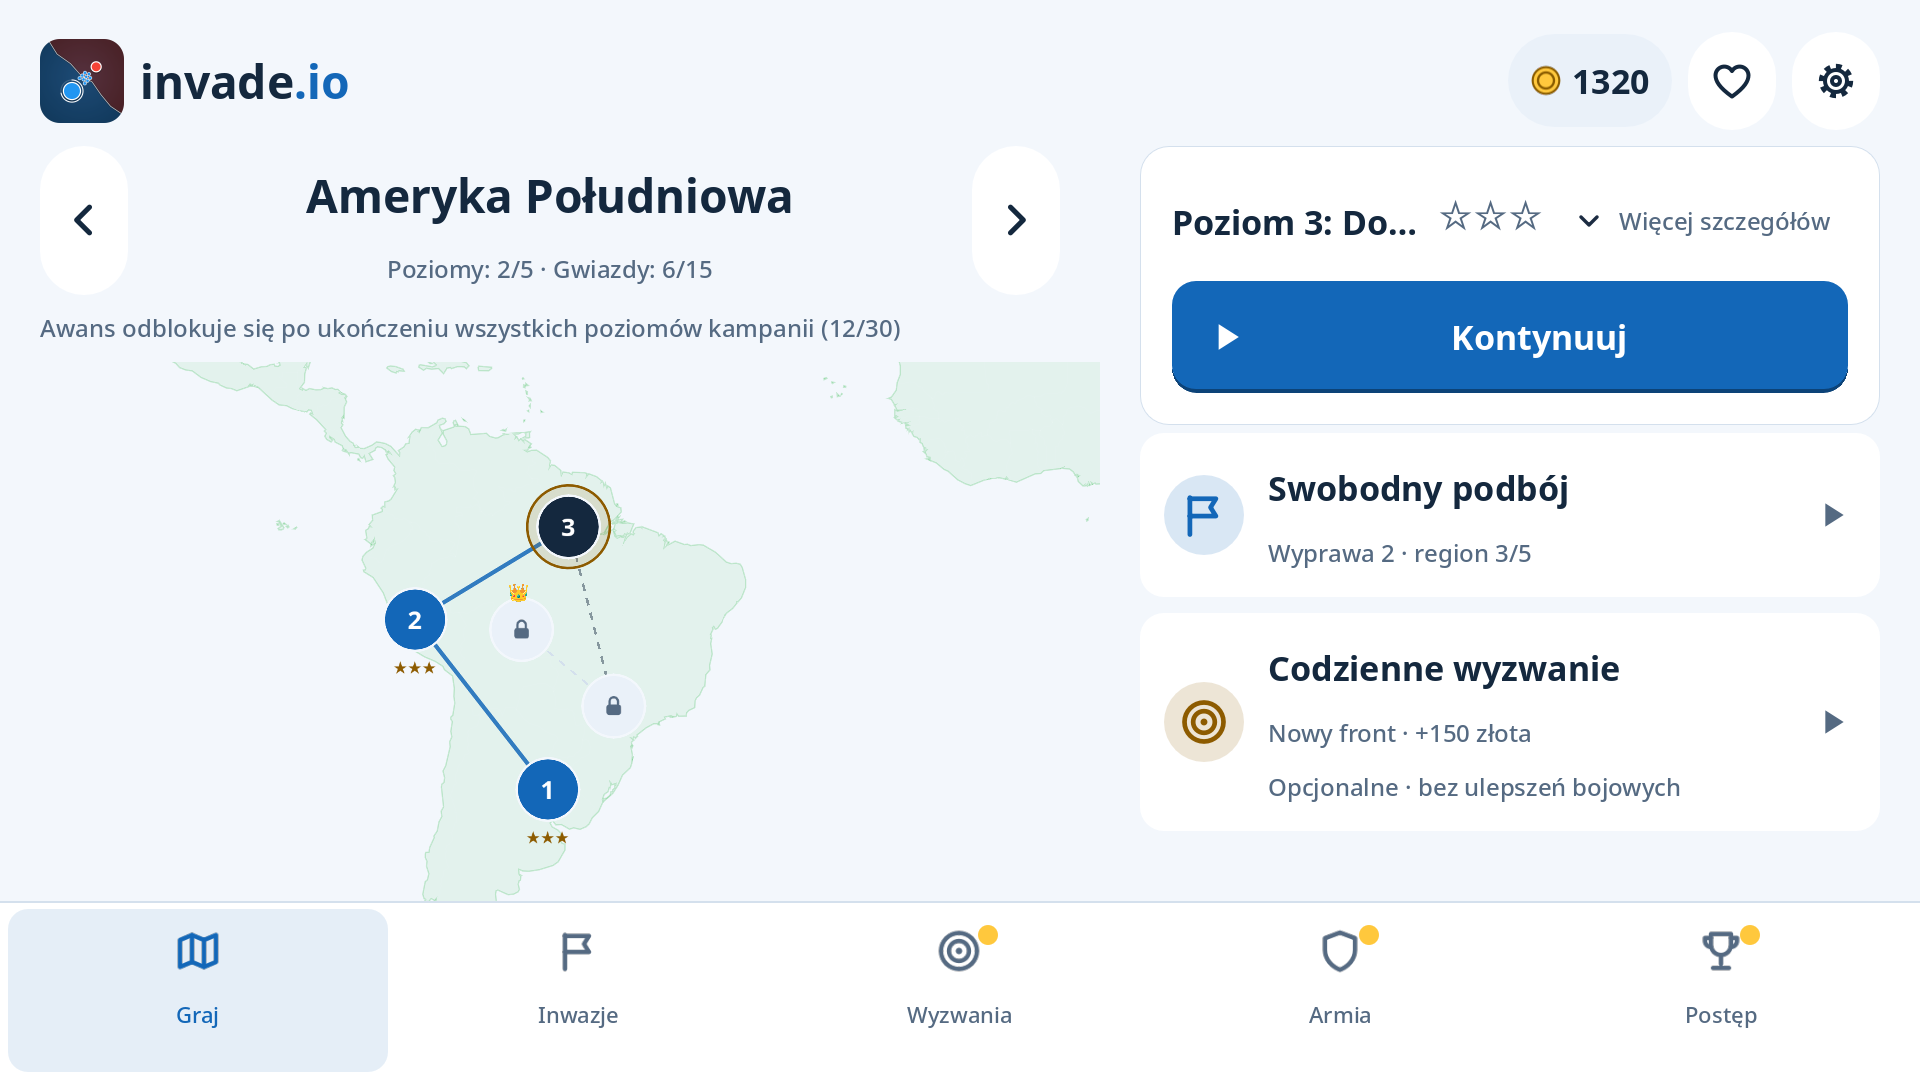 invade.io
1320
Ameryka Południowa
Poziomy: 2/5 · Gwiazdy: 6/15
Awans odblokuje się po ukończeniu wszystkich poziomów kampanii (12/30)
3
2
1
Poziom 3: Do...
Więcej szczegółów
Kontynuuj
Swobodny podbój
Wyprawa 2 · region 3/5
Codzienne wyzwanie
Nowy front · +150 złota
Opcjonalne · bez ulepszeń bojowych
Graj
Inwazje
Wyzwania
Armia
Postęp